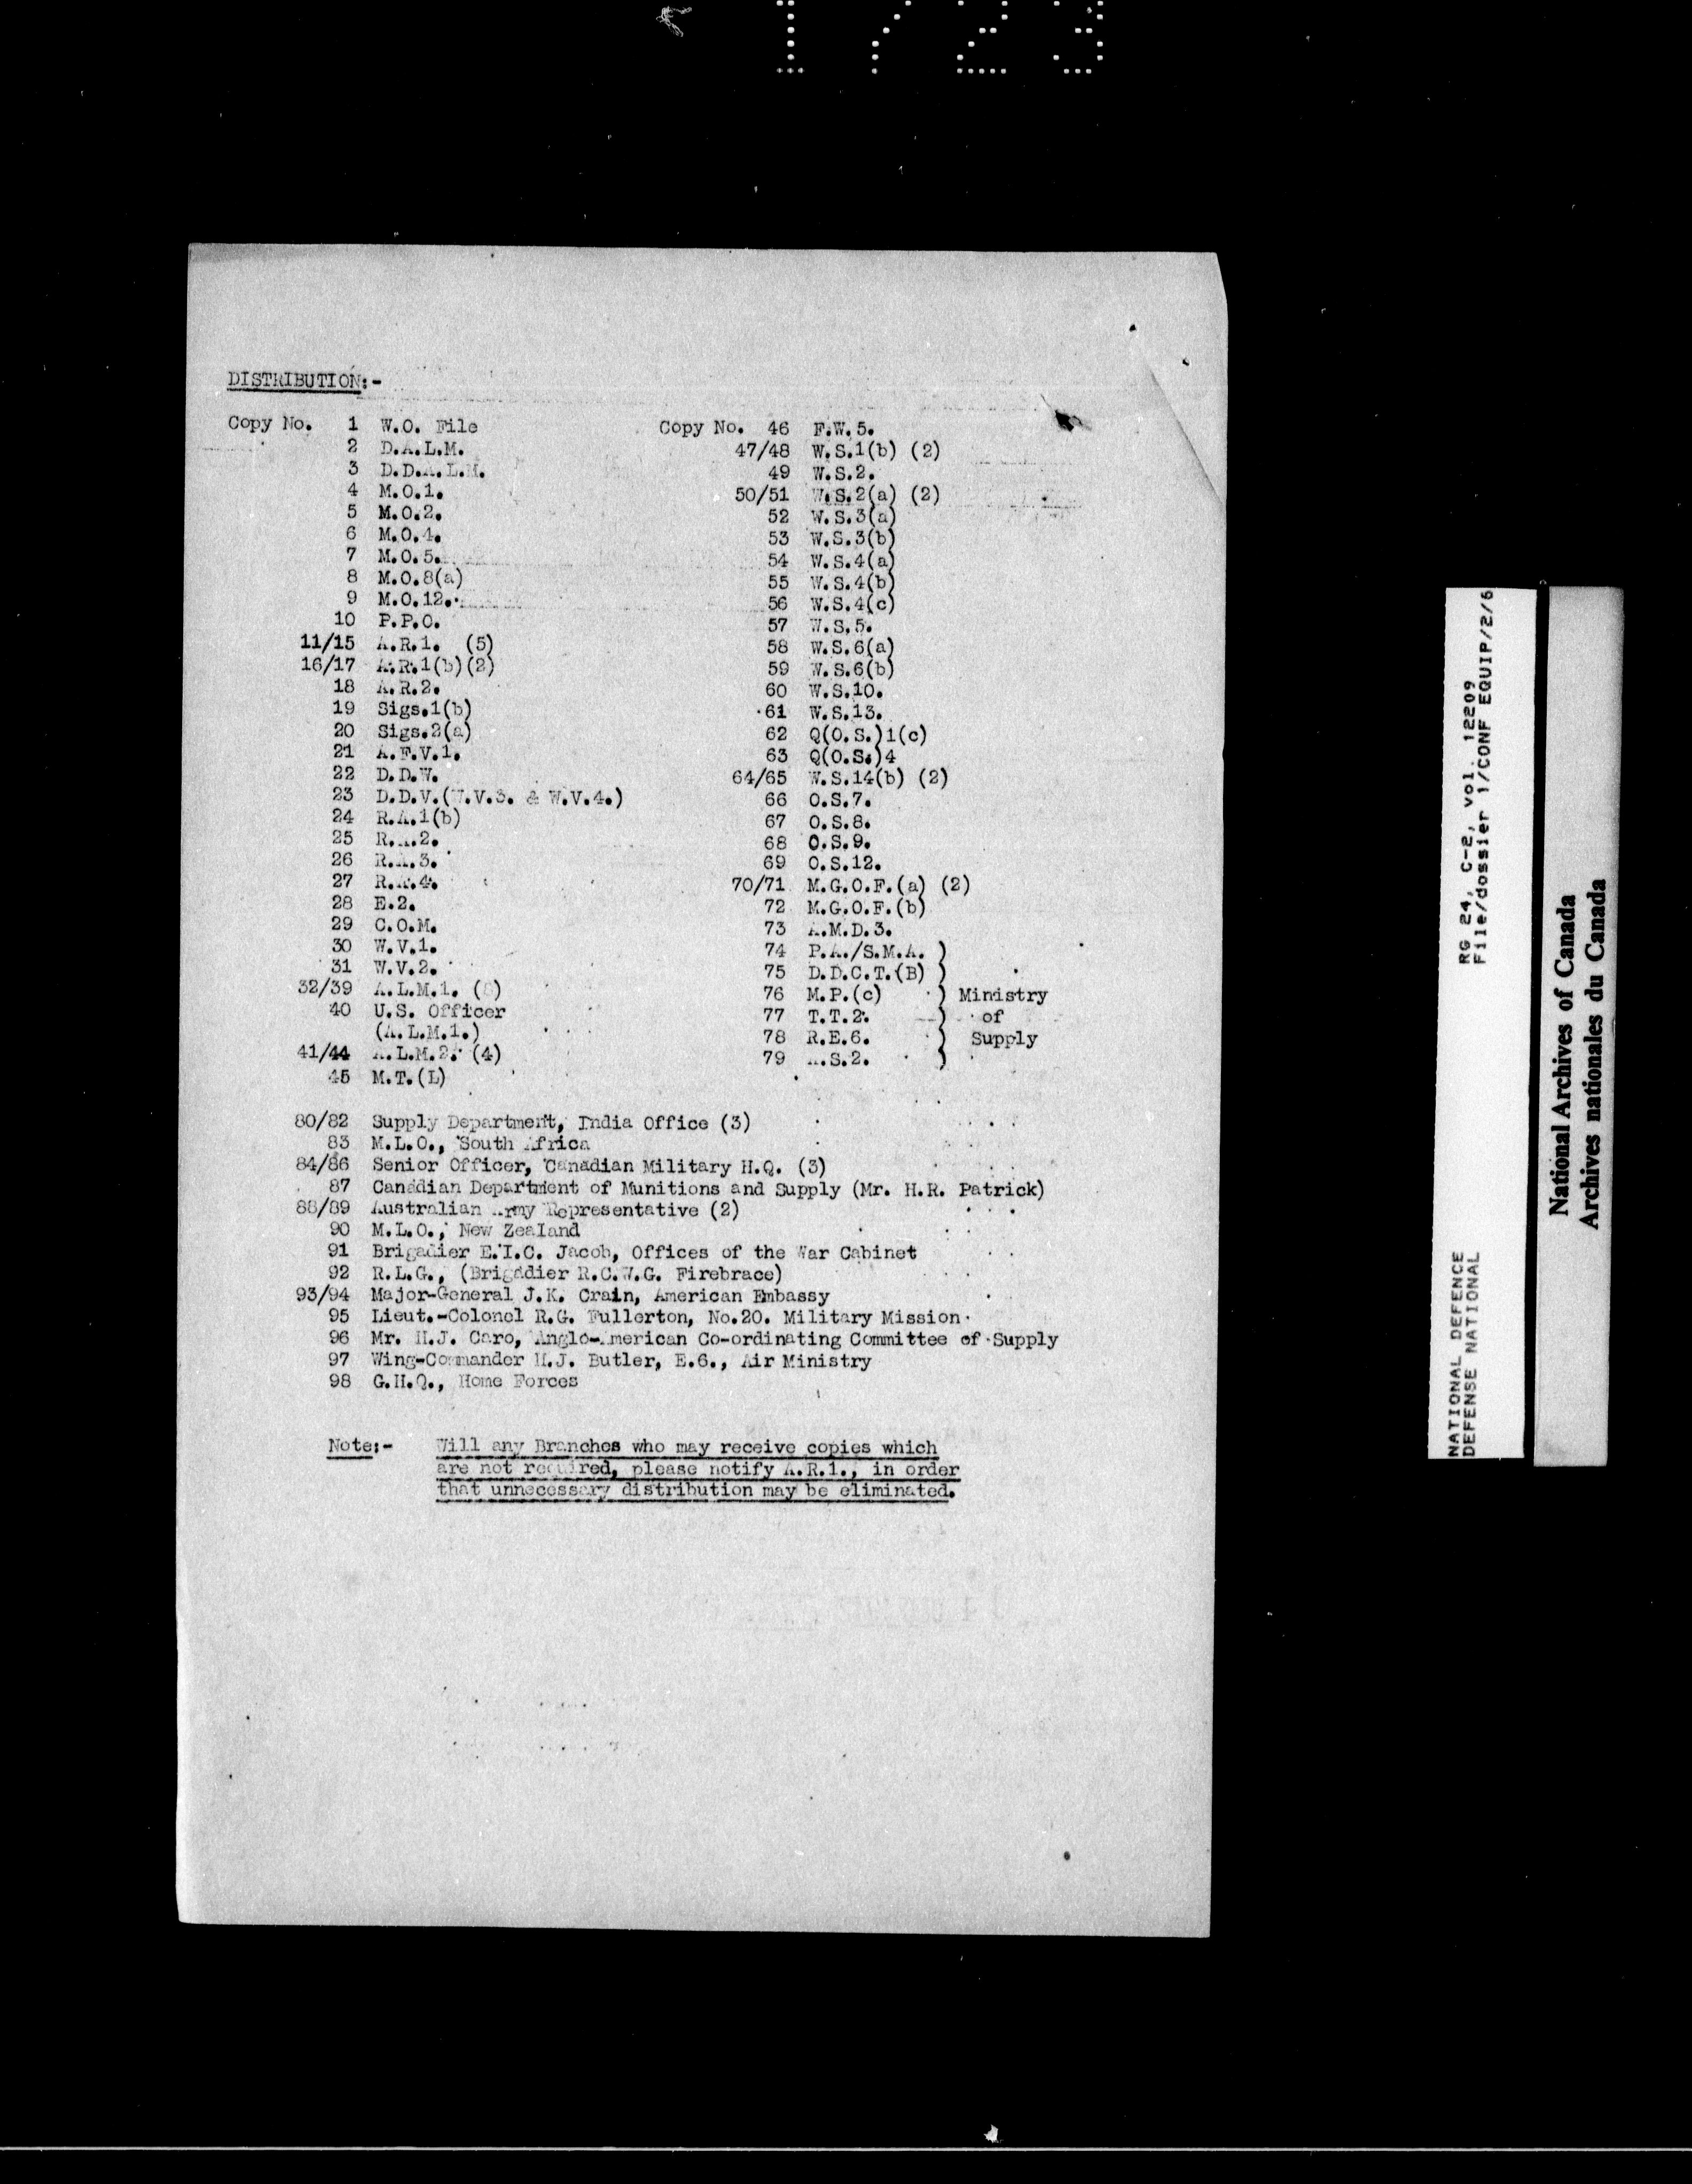 1723
DISTRIBUTION:-
Copy No. 1 W.O. File
2 D.A.L.M.
3 D.D.A.L.M.
4 M.O.1.
5 M.O.2.
6 M.O.4.
7 M.O.5.
8 M.O.8(a)
9 M.O.12.
10 P.P.O.
11/15 A.R.1. (5)
16/17 A.R.1(b)(2)
18 A.R.2.
19 Sigs.1(b)
20 Sigs.2(a)
21 A.F.V.1.
22 D.D.W.
23 D.D.V.(W.V.3. & W.V.4.)
24 R.A.1(b)
25 R.A.2.
26 R.A.3.
27 R.A.4.
28 E.2.
29 C.O.M.
30 W.V.1.
31 W.V.2.
32/39 A.L.M.1. (8)
40 U.S. Officer
(A.L.M.1.)
41/44 A.L.M.2. (4)
45 M.T.(L)
Copy No. 46 F.W.5.
47/48 W.S.1(b) (2)
49 W.S.2.
50/51 W.S.2(a) (2)
52 W.S.3(a)
53 W.S.3(b)
54 W.S.4(a)
55 W.S.4(b)
56 W.S.4(c)
57 W.S.5.
58 W.S.6(a)
59 W.S.6(b)
60 W.S.10.
61 W.S.13.
62 Q(O.S.)1(c)
63 Q(O.S.)4
64/65 W.S.14(b) (2)
66 O.S.7.
67 O.S.8.
68 O.S.9.
69 O.S.12.
70/71 M.G.O.F.(a) (2)
72 M.G.O.F.(b)
73 A.M.D.3.
74 P.A./S.M.A. )
75 D.D.C.T.(B) )
76 M.P.(c) ) Ministry
77 T.T.2. ) of
78 R.E.6. ) Supply
79 A.S.2. )
80/82 Supply Department, India Office (3)
83 M.L.O., South Africa
84/86 Senior Officer, Canadian Military H.Q. (3)
87 Canadian Department of Munitions and Supply (Mr. H.R. Patrick)
88/89 Australian Army Representative (2)
90 M.L.O., New Zealand
91 Brigadier E.I.C. Jacob, Offices of the War Cabinet
92 R.L.G., (Brigadier R.C.W.G. Firebrace)
93/94 Major-General J.K. Crain, American Embassy
95 Lieut.-Colonel R.G. Fullerton, No.20. Military Mission
96 Mr. H.J. Caro, Anglo-American Co-ordinating Committee of Supply
97 Wing-Commander H.J. Butler, E.6., Air Ministry
98 G.H.Q., Home Forces
Note:- Will any Branches who may receive copies which
are not required, please notify A.R.1., in order
that unnecessary distribution may be eliminated.
NATIONAL DEFENCE RG 24, C-2, vol. 12209
DEFENSE NATIONAL File/dossier 1/CONF EQUIP/2/6
National Archives of Canada
Archives nationales du Canada